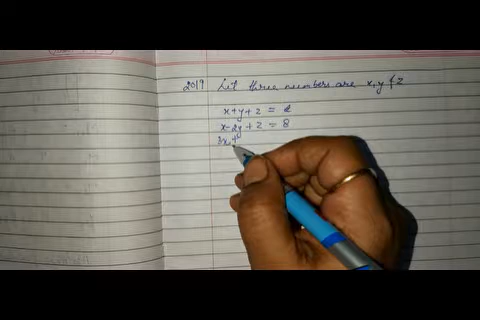 2019 Let three numbers are x, y & z
x+y+z = 2
x-2y+z = 8
3x+